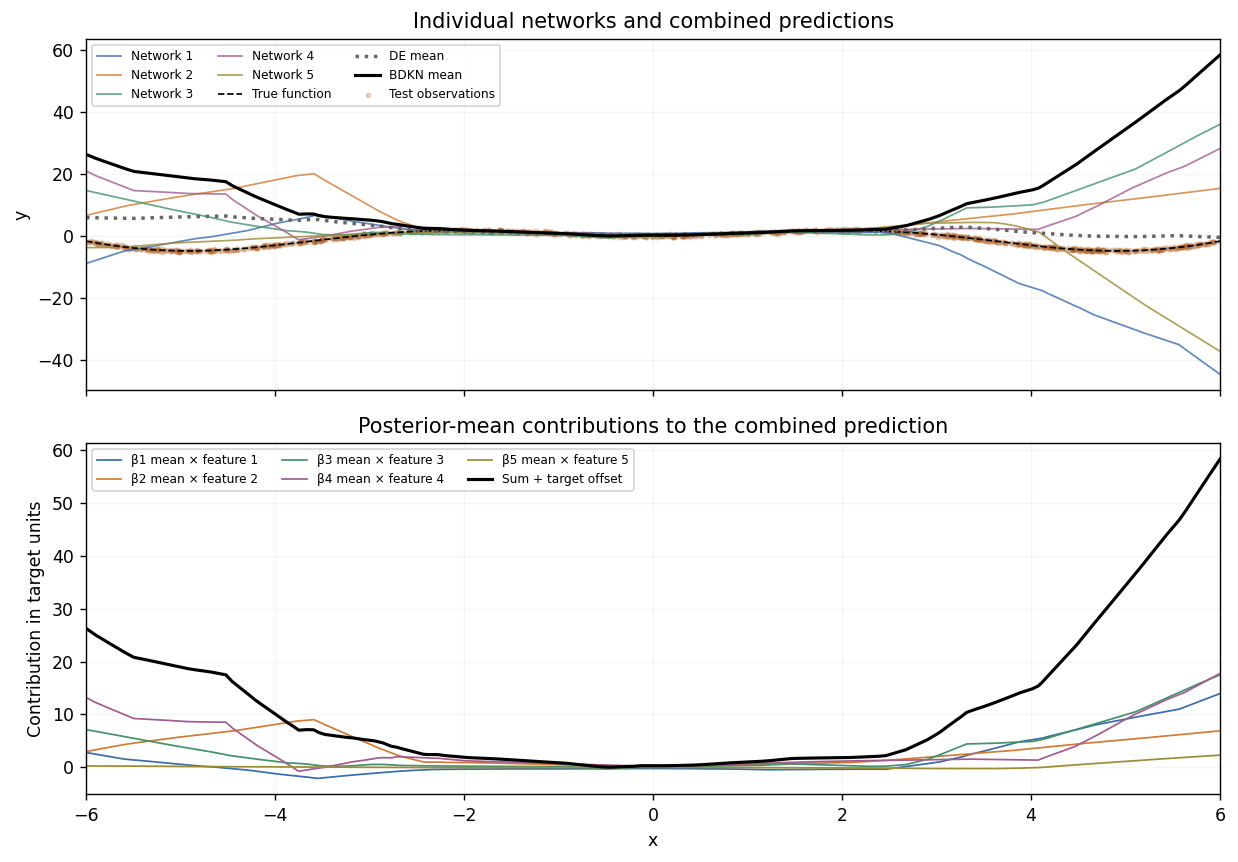 Individual networks and combined predictions
Network 1 Network 4 DE mean
Network 2 Network 5 BDKN mean
Network 3 True function Test observations
60
40
20
0
−20
−40
y
Posterior-mean contributions to the combined prediction
β1 mean × feature 1 β3 mean × feature 3 β5 mean × feature 5
β2 mean × feature 2 β4 mean × feature 4 Sum + target offset
60
50
40
30
20
10
0
Contribution in target units
−6 −4 −2 0 2 4 6
x